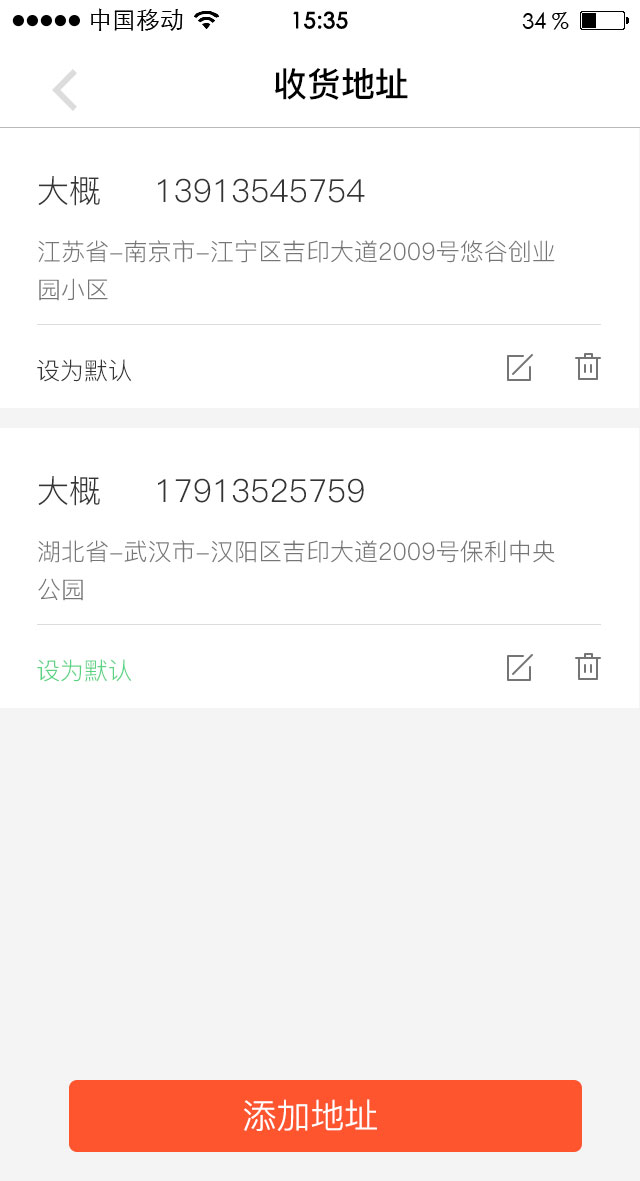 中国移动 15:35 34%
收货地址
大概 13913545754
江苏省-南京市-江宁区吉印大道2009号悠谷创业
园小区
设为默认
大概 17913525759
湖北省-武汉市-汉阳区吉印大道2009号保利中央
公园
设为默认
添加地址